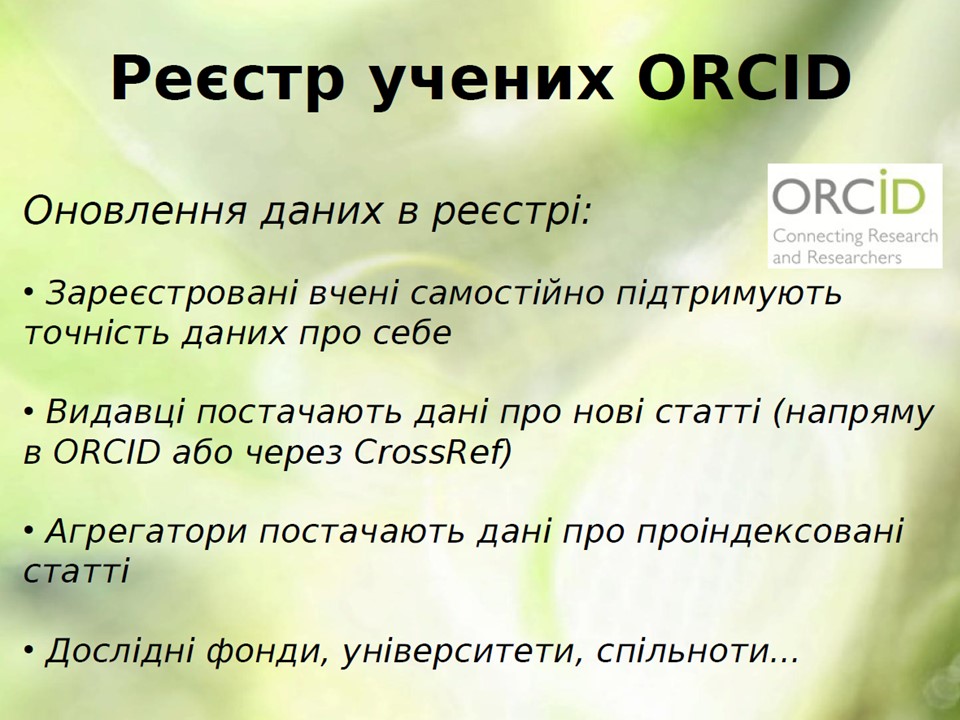 Реєстр учених ORCID
ORCiD
Connecting Research
and Researchers
Оновлення даних в реєстрі:
• Зареєстровані вчені самостійно підтримують
точність даних про себе
• Видавці постачають дані про нові статті (напряму
в ORCID або через CrossRef)
• Агрегатори постачають дані про проіндексовані
статті
• Дослідні фонди, університети, спільноти...